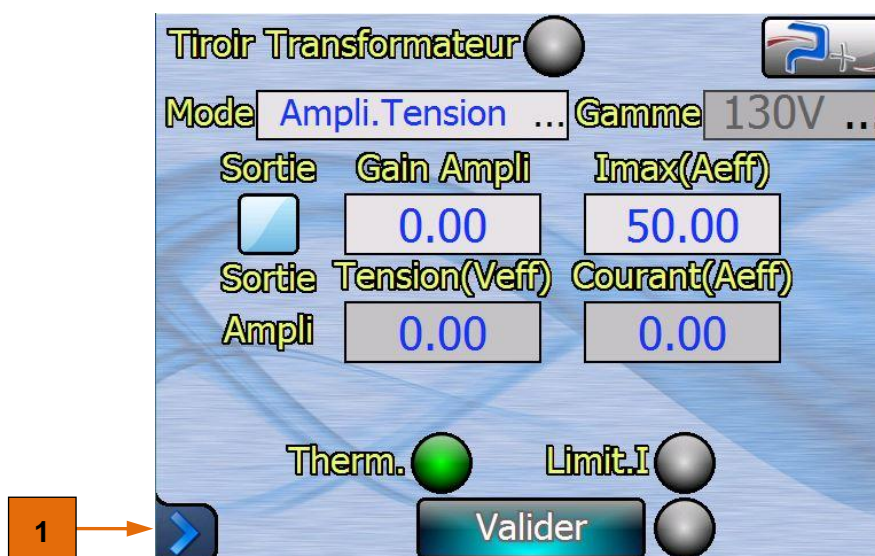 Tiroir Transformateur
Mode Ampli.Tension ... Gamme 130V ...
Sortie Gain Ampli Imax(Aeff)
0.00 50.00
Sortie Tension(Veff) Courant(Aeff)
Ampli 0.00 0.00
Therm. Limit.I
1 Valider